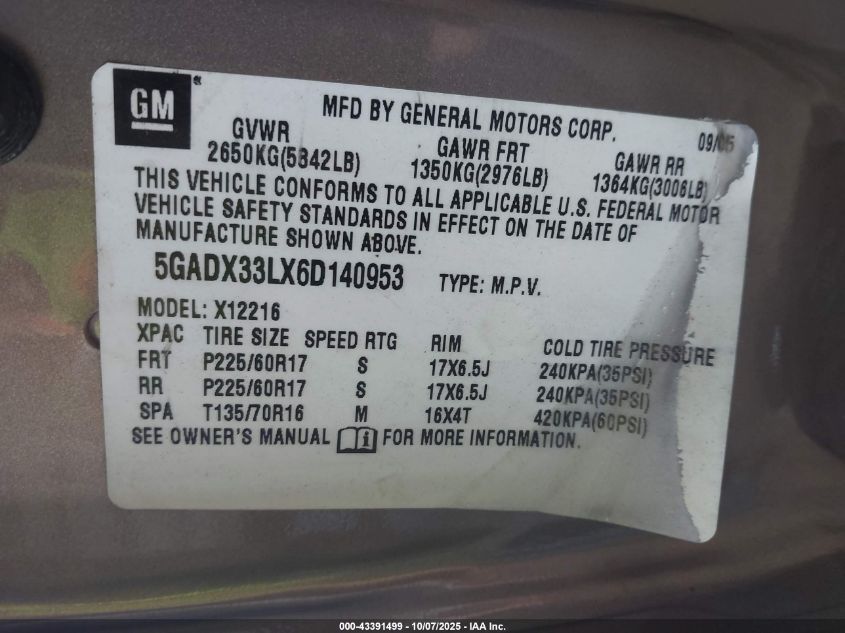 GM
MFD BY GENERAL MOTORS CORP.
09/05
GVWR
GAWR FRT
GAWR RR
2650KG(5842LB)
1350KG(2976LB)
1364KG(3006LB)
THIS VEHICLE CONFORMS TO ALL APPLICABLE U.S. FEDERAL MOTOR
VEHICLE SAFETY STANDARDS IN EFFECT ON THE DATE OF
MANUFACTURE SHOWN ABOVE.
5GADX33LX6D140953 TYPE: M.P.V.
MODEL: X12216
XPAC TIRE SIZE SPEED RTG RIM COLD TIRE PRESSURE
FRT P225/60R17 S 17X6.5J 240KPA(35PSI)
RR P225/60R17 S 17X6.5J 240KPA(35PSI)
SPA T135/70R16 M 16X4T 420KPA(60PSI)
SEE OWNER'S MANUAL FOR MORE INFORMATION.
000-43391499 - 10/07/2025 - IAA Inc.